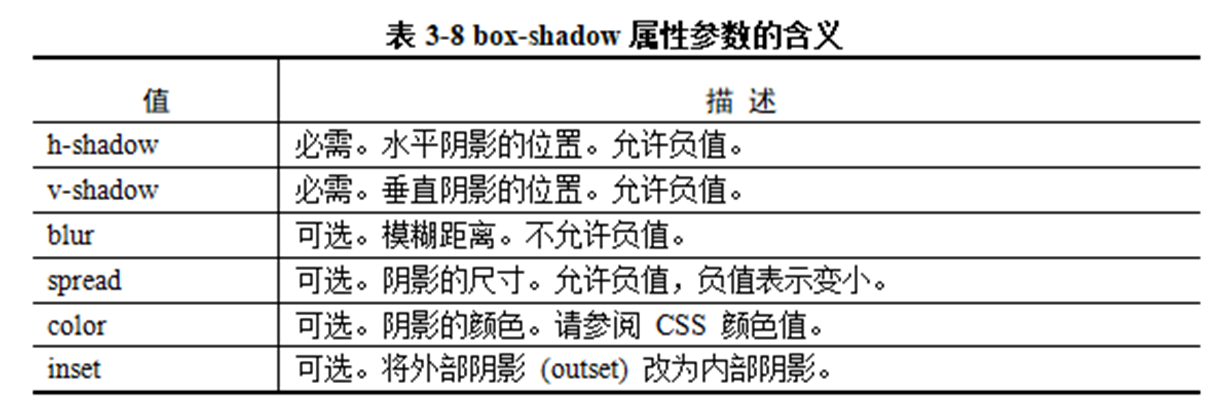 表 3-8 box-shadow 属性参数的含义
值 描 述
h-shadow 必需。水平阴影的位置。允许负值。
v-shadow 必需。垂直阴影的位置。允许负值。
blur 可选。模糊距离。不允许负值。
spread 可选。阴影的尺寸。允许负值，负值表示变小。
color 可选。阴影的颜色。请参阅 CSS 颜色值。
inset 可选。将外部阴影 (outset) 改为内部阴影。